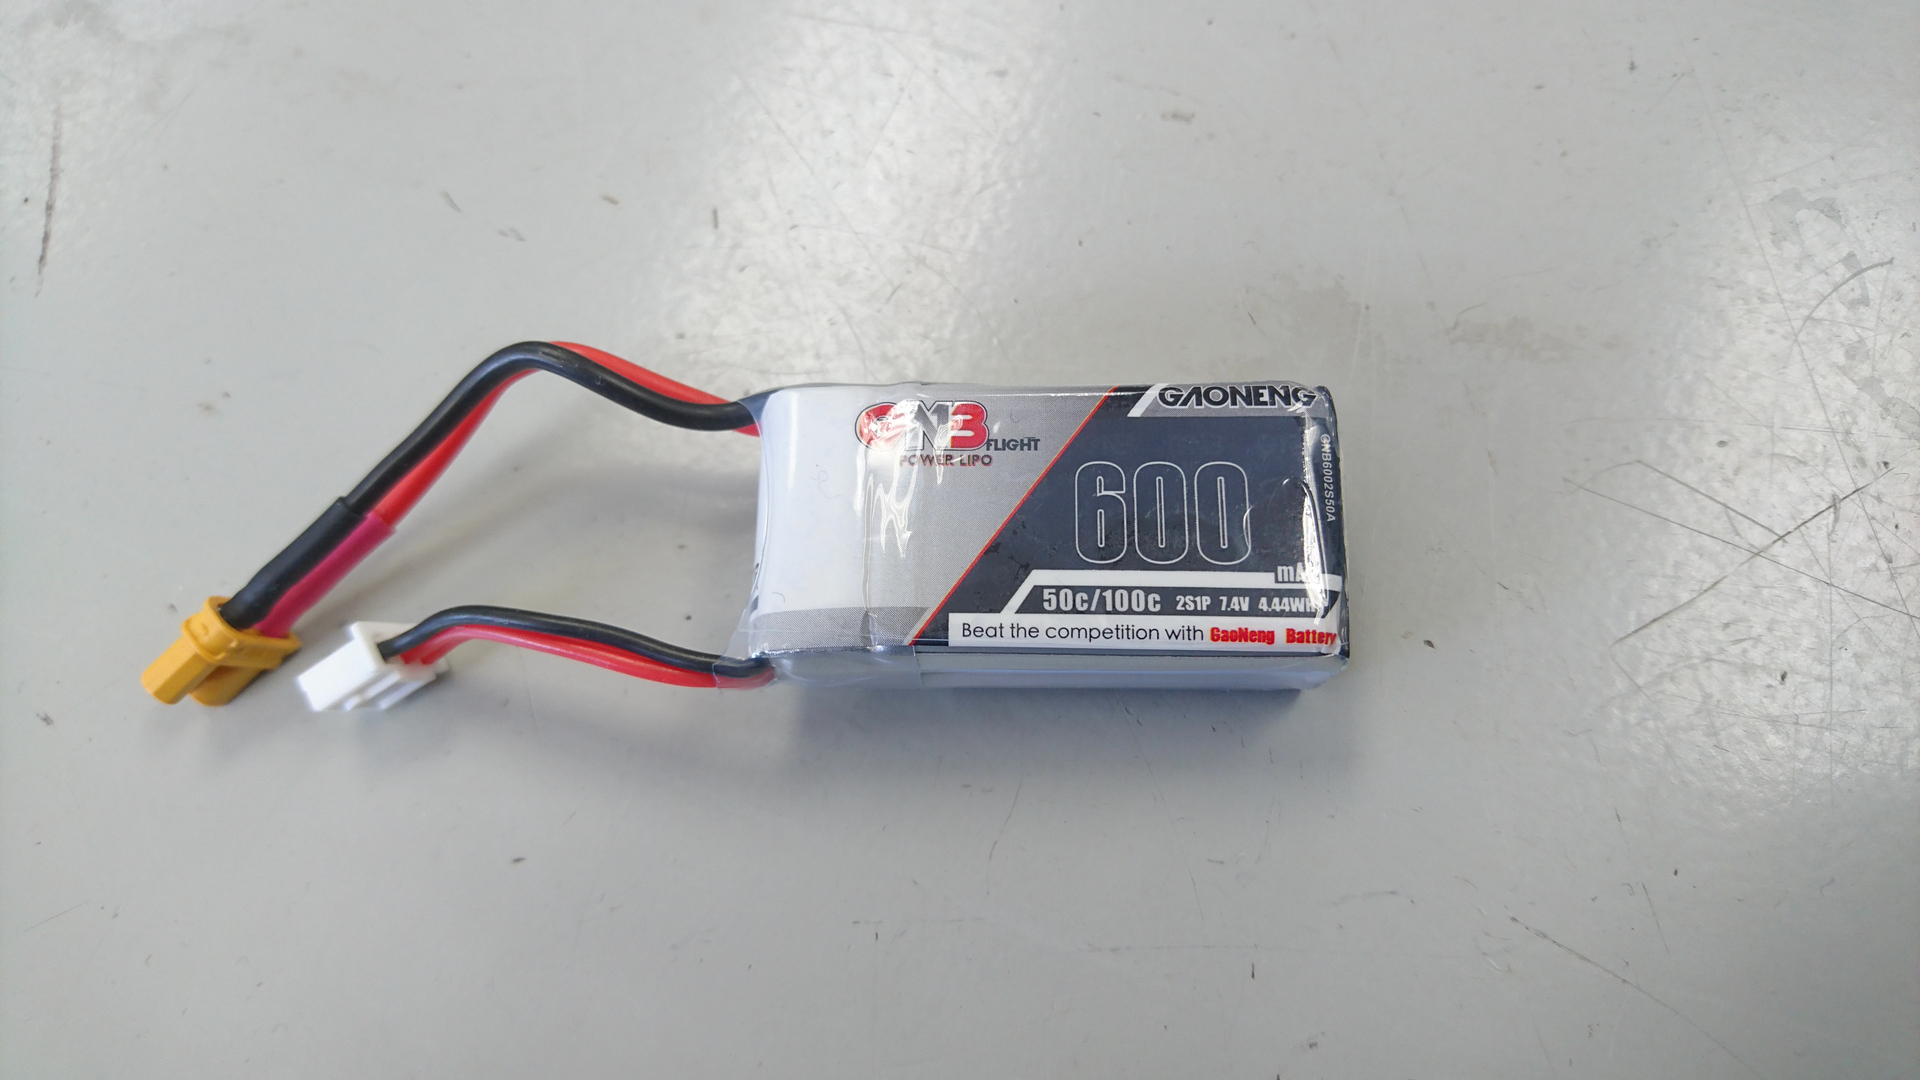 GAONENG
GNB FLIGHT
POWER LIPO
600
mAh
GNB6002S50A
50c/100c 2S1P 7.4V 4.44WH
Beat the competition with GaoNeng Battery